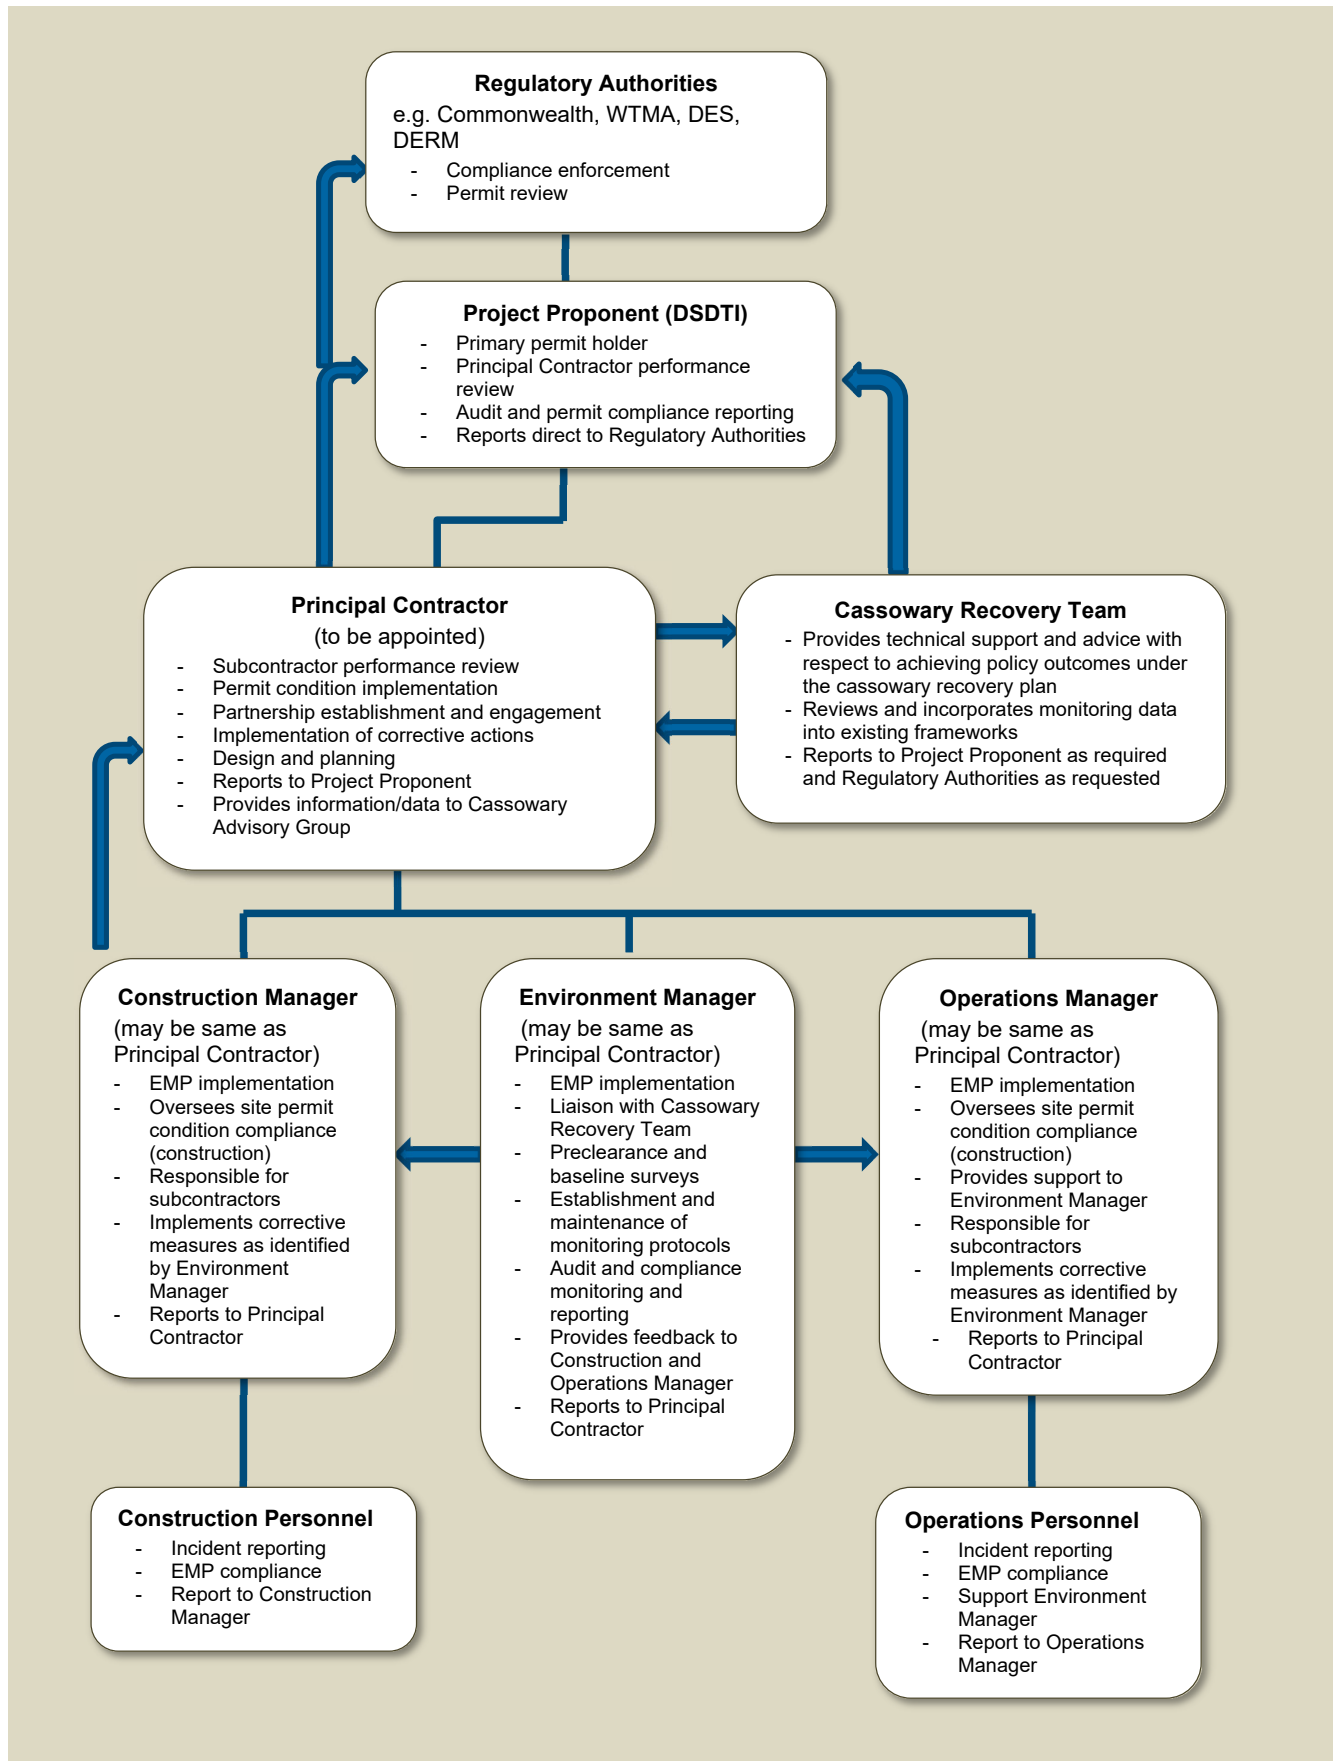 Regulatory Authorities
e.g. Commonwealth, WTMA, DES,
DERM
- Compliance enforcement
- Permit review
Project Proponent (DSDTI)
- Primary permit holder
- Principal Contractor performance
review
- Audit and permit compliance reporting
- Reports direct to Regulatory Authorities
Principal Contractor
(to be appointed)
- Subcontractor performance review
- Permit condition implementation
- Partnership establishment and engagement
- Implementation of corrective actions
- Design and planning
- Reports to Project Proponent
- Provides information/data to Cassowary
Advisory Group
Cassowary Recovery Team
- Provides technical support and advice with
respect to achieving policy outcomes under
the cassowary recovery plan
- Reviews and incorporates monitoring data
into existing frameworks
- Reports to Project Proponent as required
and Regulatory Authorities as requested
Construction Manager
(may be same as
Principal Contractor)
- EMP implementation
- Oversees site permit
condition compliance
(construction)
- Responsible for
subcontractors
- Implements corrective
measures as identified
by Environment
Manager
- Reports to Principal
Contractor
Environment Manager
(may be same as
Principal Contractor)
- EMP implementation
- Liaison with Cassowary
Recovery Team
- Preclearance and
baseline surveys
- Establishment and
maintenance of
monitoring protocols
- Audit and compliance
monitoring and
reporting
- Provides feedback to
Construction and
Operations Manager
- Reports to Principal
Contractor
Operations Manager
(may be same as
Principal Contractor)
- EMP implementation
- Oversees site permit
condition compliance
(construction)
- Provides support to
Environment Manager
- Responsible for
subcontractors
- Implements corrective
measures as identified by
Environment Manager
- Reports to Principal
Contractor
Construction Personnel
- Incident reporting
- EMP compliance
- Report to Construction
Manager
Operations Personnel
- Incident reporting
- EMP compliance
- Support Environment
Manager
- Report to Operations
Manager